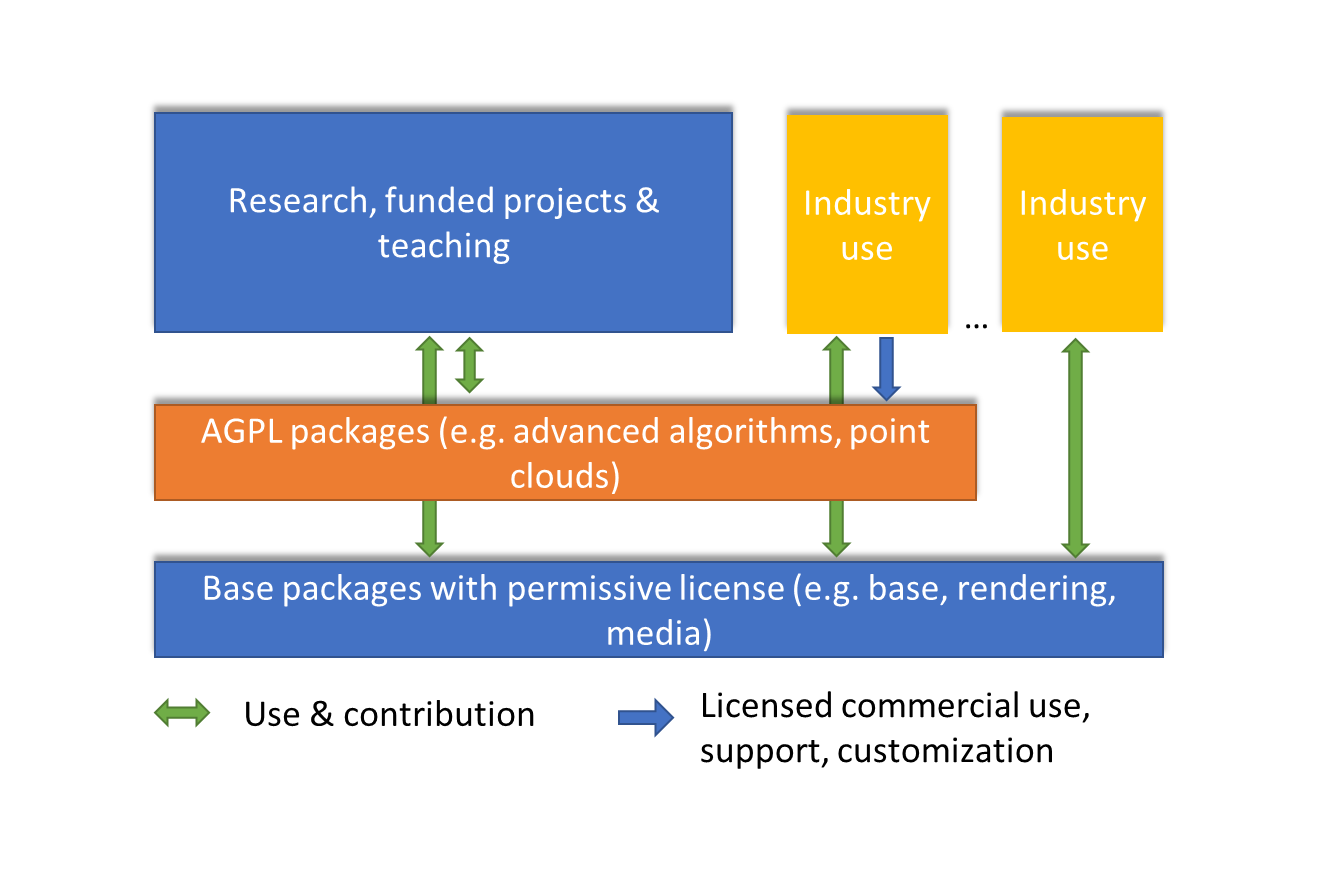 Research, funded projects &
teaching
Industry
use
...
Industry
use
AGPL packages (e.g. advanced algorithms, point
clouds)
Base packages with permissive license (e.g. base, rendering,
media)
Use & contribution
Licensed commercial use,
support, customization